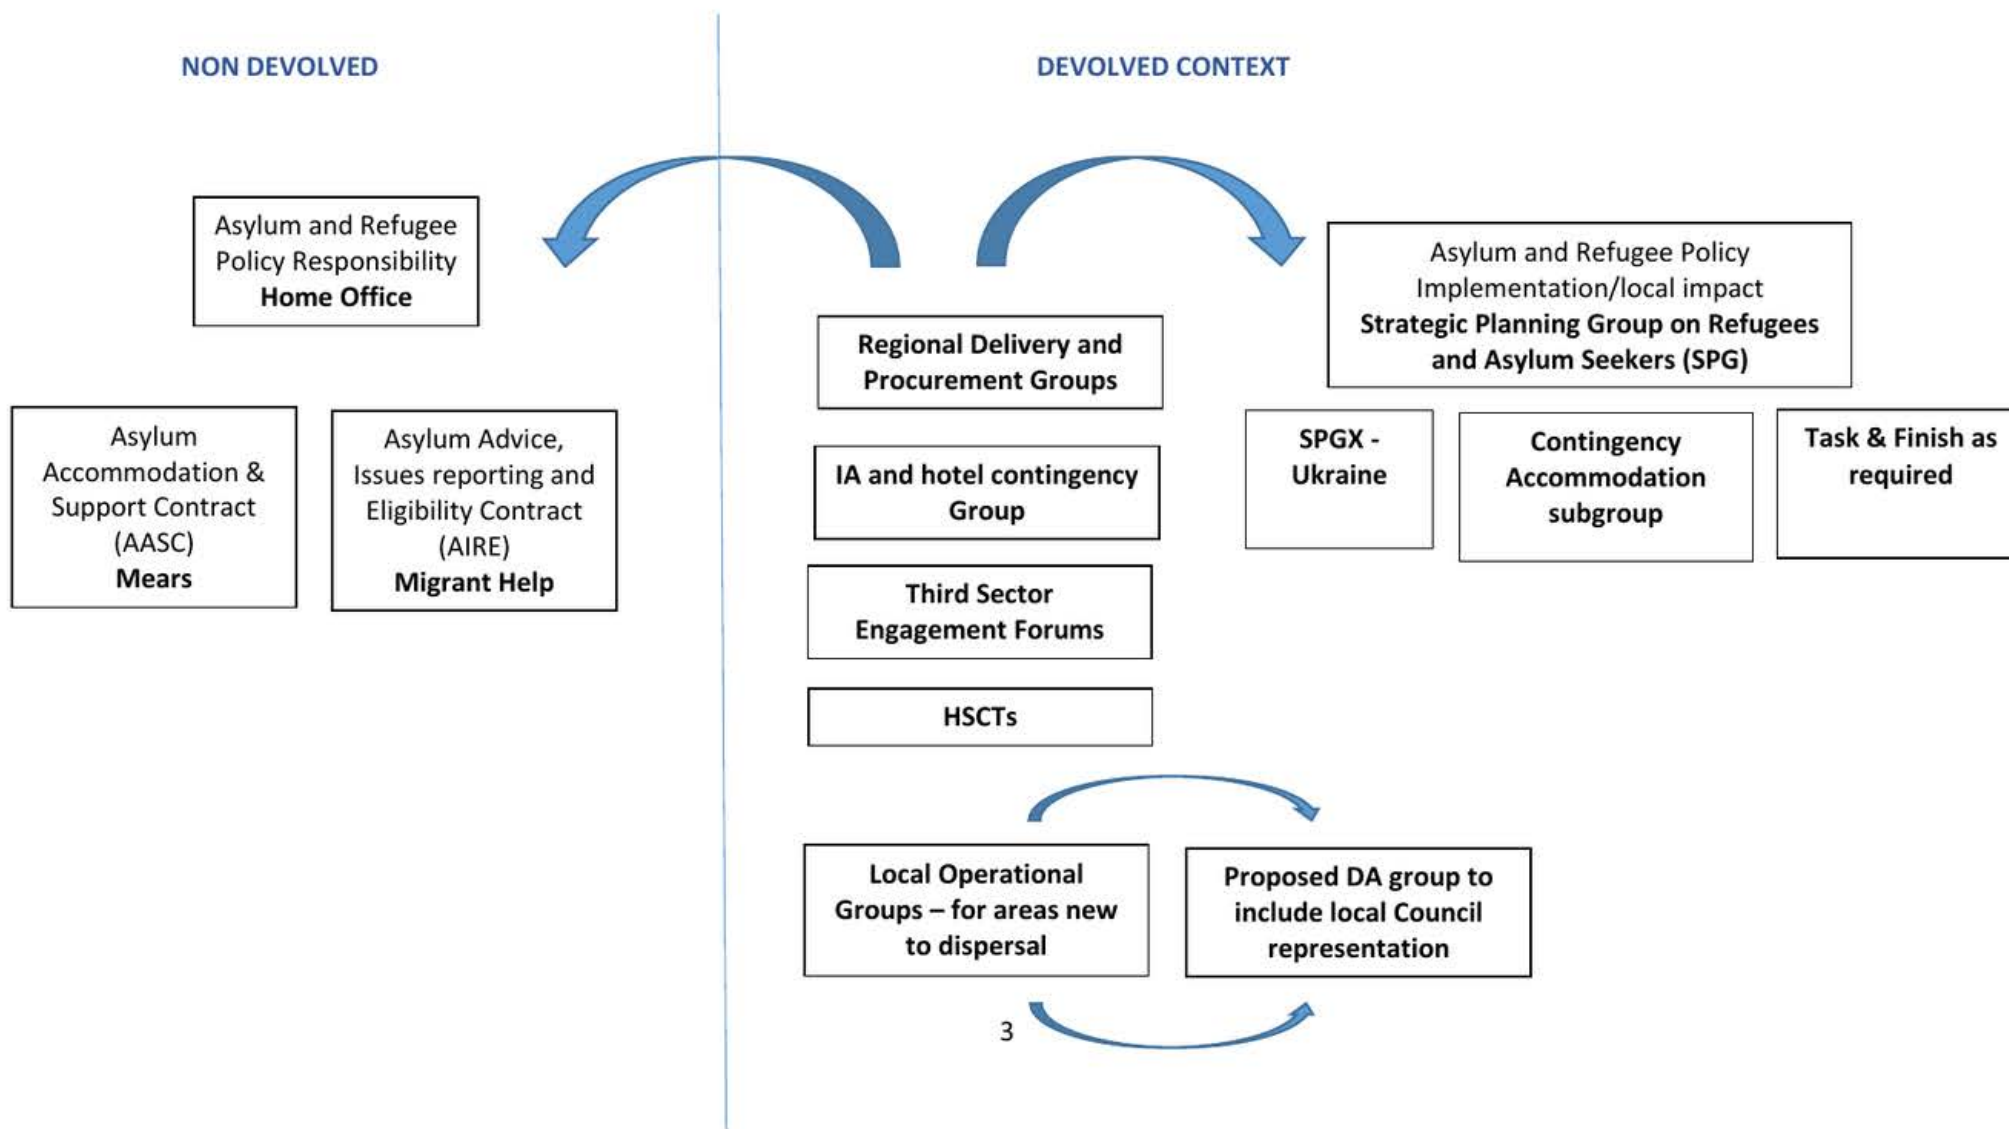 NON DEVOLVED
DEVOLVED CONTEXT
Asylum and Refugee
Policy Responsibility
Home Office
Asylum
Accommodation &
Support Contract
(AASC)
Mears
Asylum Advice,
Issues reporting and
Eligibility Contract
(AIRE)
Migrant Help
Regional Delivery and
Procurement Groups
IA and hotel contingency
Group
Third Sector
Engagement Forums
HSCTs
Asylum and Refugee Policy
Implementation/local impact
Strategic Planning Group on Refugees
and Asylum Seekers (SPG)
SPGX -
Ukraine
Contingency
Accommodation
subgroup
Task & Finish as
required
Local Operational
Groups – for areas new
to dispersal
Proposed DA group to
include local Council
representation
3